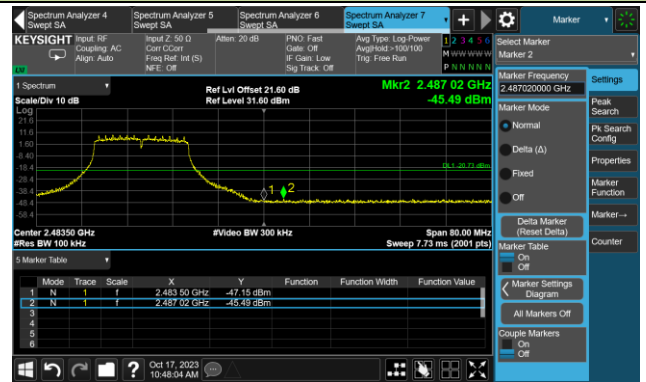 Spectrum Analyzer 4
Swept SA
Spectrum Analyzer 5
Swept SA
Spectrum Analyzer 6
Swept SA
Spectrum Analyzer 7
Swept SA
+
Marker
KEYSIGHT
Input: RF
Coupling: AC
Align: Auto
Input Z: 50 Ω
Corr CCorr
Freq Ref: Int (S)
NFE: Off
Atten: 20 dB
PNO: Fast
Gate: Off
IF Gain: Low
Sig Track: Off
Avg Type: Log-Power
Avg|Hold:>100/100
Trig: Free Run
1 2 3 4 5 6
M W W W W W
P N N N N N
Select Marker
Marker 2
1 Spectrum
Scale/Div 10 dB
Log
Ref Lvl Offset 21.60 dB
Ref Level 31.60 dBm
Mkr2 2.487 02 GHz
-45.49 dBm
21.6
11.6
1.60
-8.40
-18.4
-28.4
-38.4
-48.4
-58.4
DL1 -20.73 dBm
1
2
Center 2.48350 GHz
#Res BW 100 kHz
#Video BW 300 kHz
Span 80.00 MHz
Sweep 7.73 ms (2001 pts)
5 Marker Table
Mode Trace Scale X Y Function Function Width Function Value
1 N 1 f 2.483 50 GHz -47.15 dBm
2 N 1 f 2.487 02 GHz -45.49 dBm
3
4
5
6
Marker Frequency
2.487020000 GHz
Marker Mode
Normal
Delta (Δ)
Fixed
Off
Delta Marker
(Reset Delta)
Marker Table
On
Off
Marker Settings
Diagram
All Markers Off
Couple Markers
On
Off
Settings
Peak
Search
Pk Search
Config
Properties
Marker
Function
Marker→
Counter
?
Oct 17, 2023
10:48:04 AM